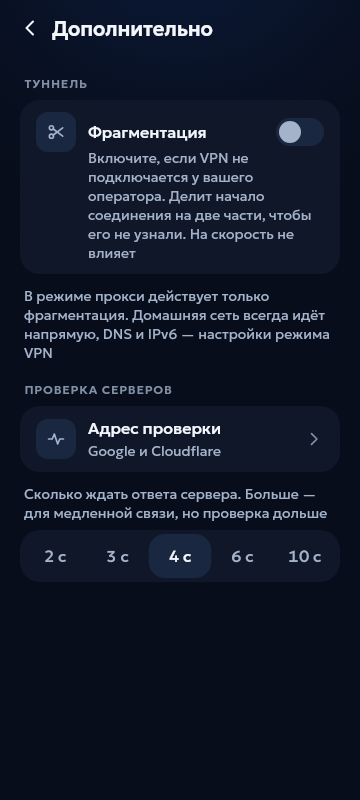 Дополнительно
ТУННЕЛЬ
Фрагментация
Включите, если VPN не
подключается у вашего
оператора. Делит начало
соединения на две части, чтобы
его не узнали. На скорость не
влияет
В режиме прокси действует только
фрагментация. Домашняя сеть всегда идёт
напрямую, DNS и IPv6 — настройки режима
VPN
ПРОВЕРКА СЕРВЕРОВ
Адрес проверки
Google и Cloudflare
Сколько ждать ответа сервера. Больше —
для медленной связи, но проверка дольше
2 с 3 с 4 с 6 с 10 с